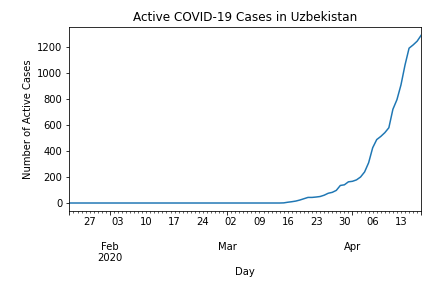 Active COVID-19 Cases in Uzbekistan
1200
1000
800
600
400
200
0
Number of Active Cases
27 03 10 17 24 02 09 16 23 30 06 13
Feb Mar Apr
2020
Day